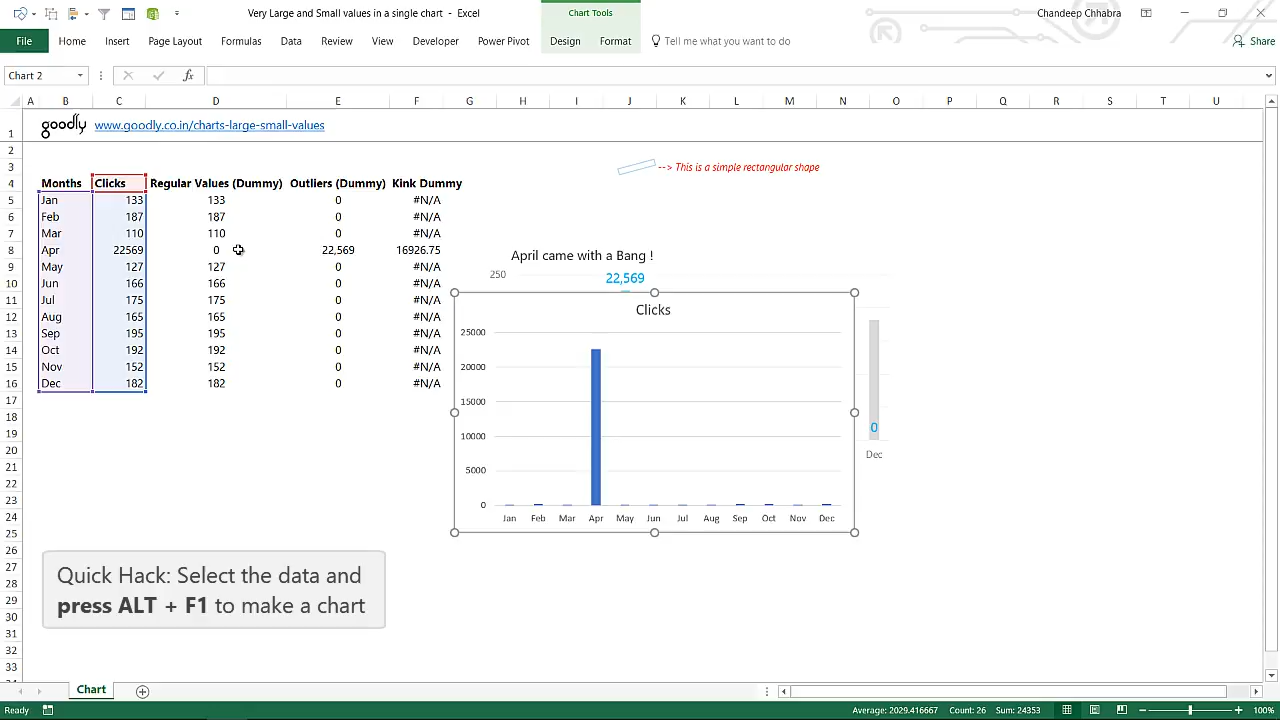 Very Large and Small values in a single chart - Excel
Chart Tools
Chandeep Chhabra
File Home Insert Page Layout Formulas Data Review View Developer Power Pivot Design Format Tell me what you want to do Share
Chart 2 fx
A B C D E F G H I J K L M N O P Q R S T U
1 goodly www.goodly.co.in/charts-large-small-values
2
3 --> This is a simple rectangular shape
4 Months Clicks Regular Values (Dummy) Outliers (Dummy) Kink Dummy
5 Jan 133 133 0 #N/A
6 Feb 187 187 0 #N/A
7 Mar 110 110 0 #N/A
8 Apr 22569 0 22,569 16926.75
9 May 127 127 0 #N/A
10 Jun 166 166 0 #N/A
11 Jul 175 175 0 #N/A
12 Aug 165 165 0 #N/A
13 Sep 195 195 0 #N/A
14 Oct 192 192 0 #N/A
15 Nov 152 152 0 #N/A
16 Dec 182 182 0 #N/A
17
18
19
20
21
22
23
24
25
26
27
28
29
30
31
32
33
April came with a Bang !
250
22,569
Clicks
25000
20000
15000
10000
5000
0
Jan Feb Mar Apr May Jun Jul Aug Sep Oct Nov Dec
0
Dec
Quick Hack: Select the data and
press ALT + F1 to make a chart
Chart
Ready Average: 2029.416667 Count: 26 Sum: 24353 100%